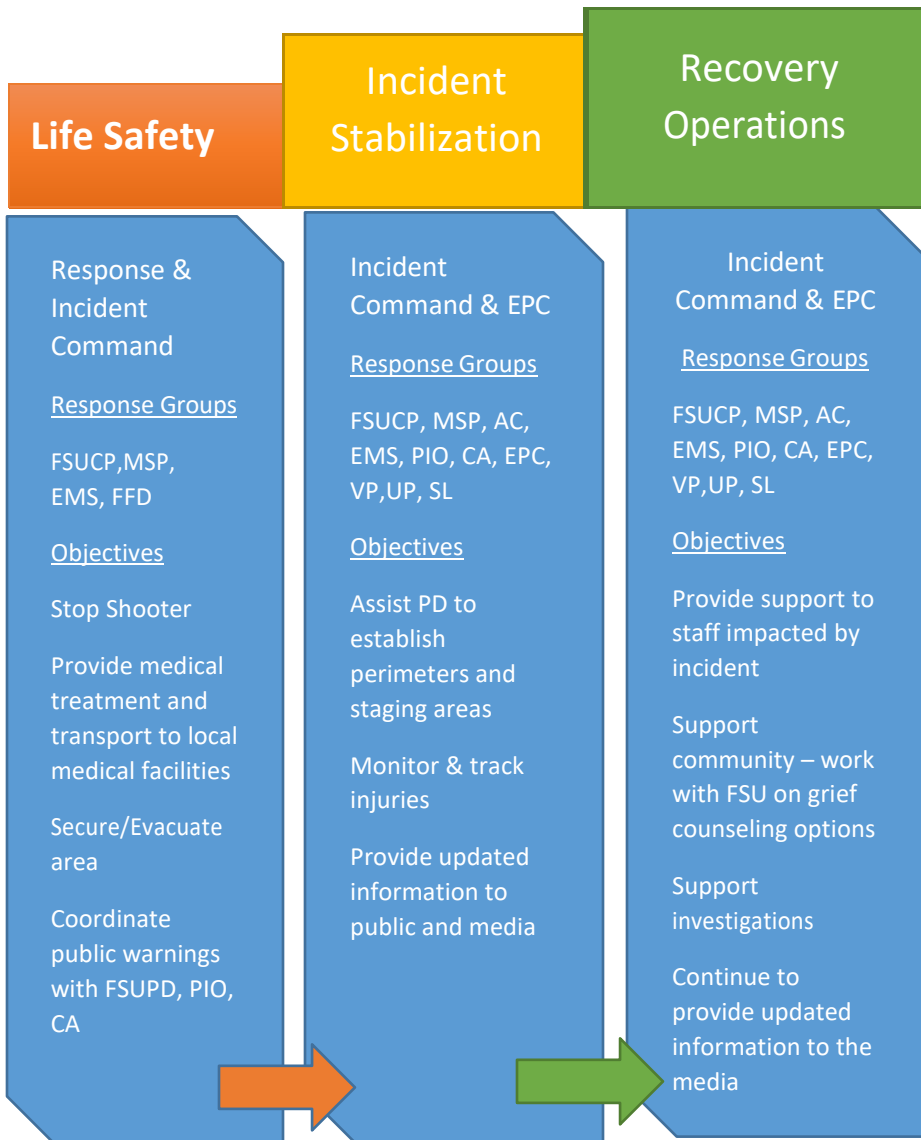 Life Safety
Response &
Incident
Command
Response Groups
FSUCP,MSP,
EMS, FFD
Objectives
Stop Shooter
Provide medical
treatment and
transport to local
medical facilities
Secure/Evacuate
area
Coordinate
public warnings
with FSUPD, PIO,
CA
Incident
Stabilization
Incident
Command & EPC
Response Groups
FSUCP, MSP, AC,
EMS, PIO, CA, EPC,
VP,UP, SL
Objectives
Assist PD to
establish
perimeters and
staging areas
Monitor & track
injuries
Provide updated
information to
public and media
Recovery
Operations
Incident
Command & EPC
Response Groups
FSUCP, MSP, AC,
EMS, PIO, CA, EPC,
VP,UP, SL
Objectives
Provide support to
staff impacted by
incident
Support
community – work
with FSU on grief
counseling options
Support
investigations
Continue to
provide updated
information to the
media